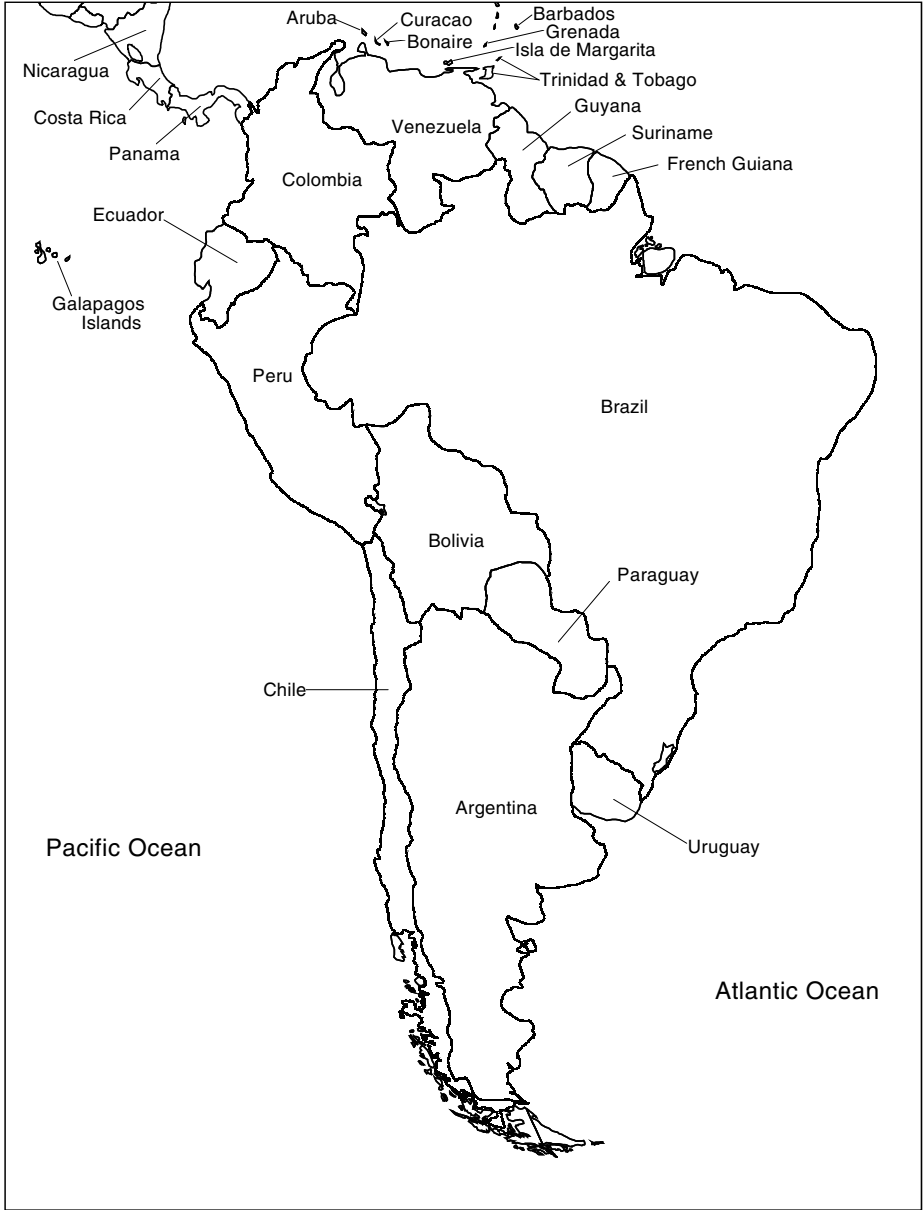 Aruba
Curacao
Bonaire
Barbados
Grenada
Isla de Margarita
Trinidad & Tobago
Nicaragua
Costa Rica
Panama
Guyana
Suriname
French Guiana
Venezuela
Colombia
Ecuador
Galapagos
Islands
Peru
Brazil
Bolivia
Paraguay
Chile
Argentina
Uruguay
Pacific Ocean
Atlantic Ocean